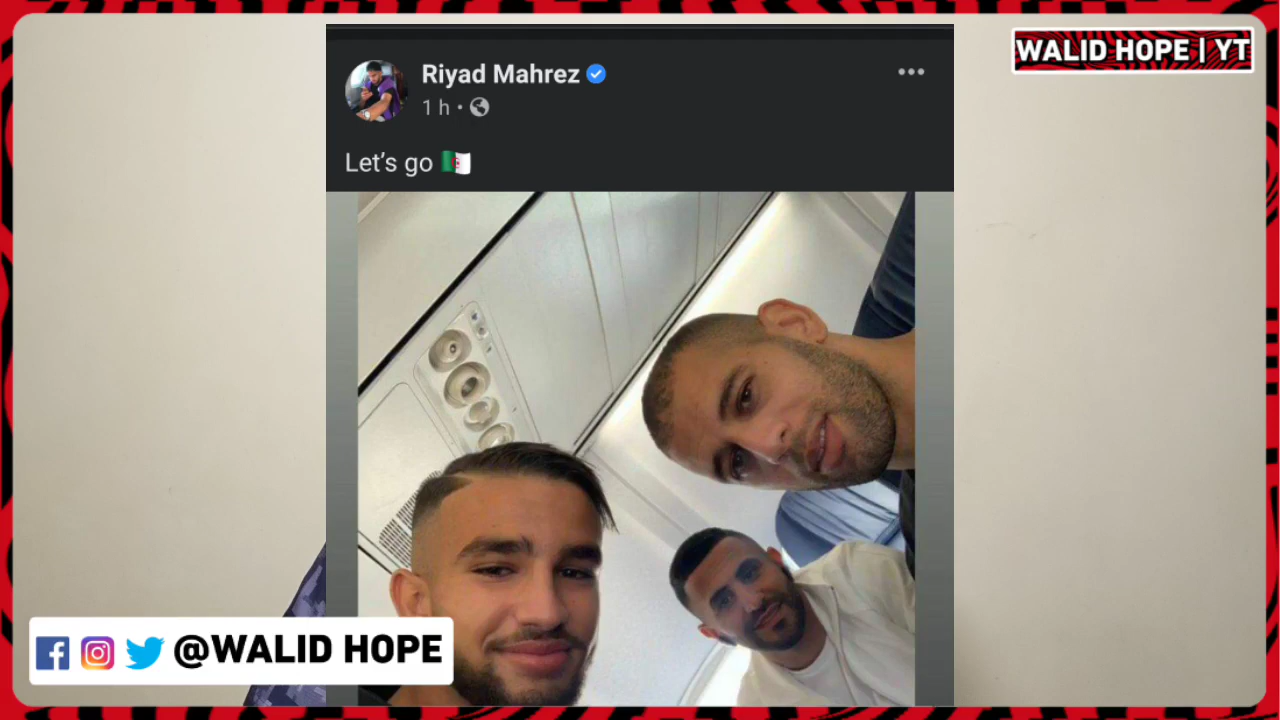 WALID HOPE | YT
Riyad Mahrez
1 h •
Let's go 🇩🇿
@WALID HOPE